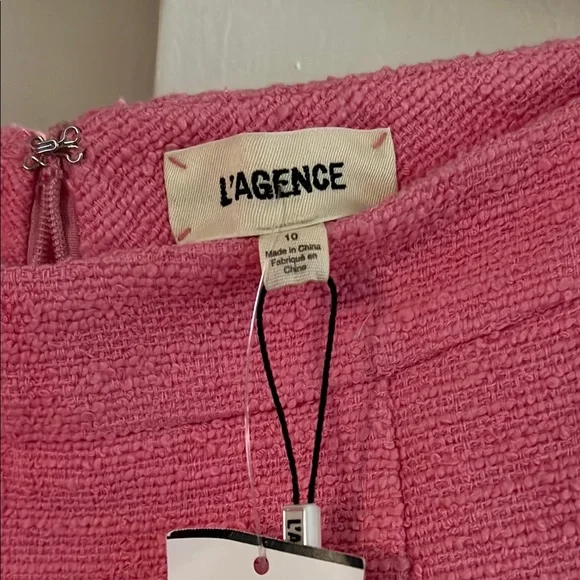 L'AGENCE
10
Made in China
Fabriqué en
Chine
L'A